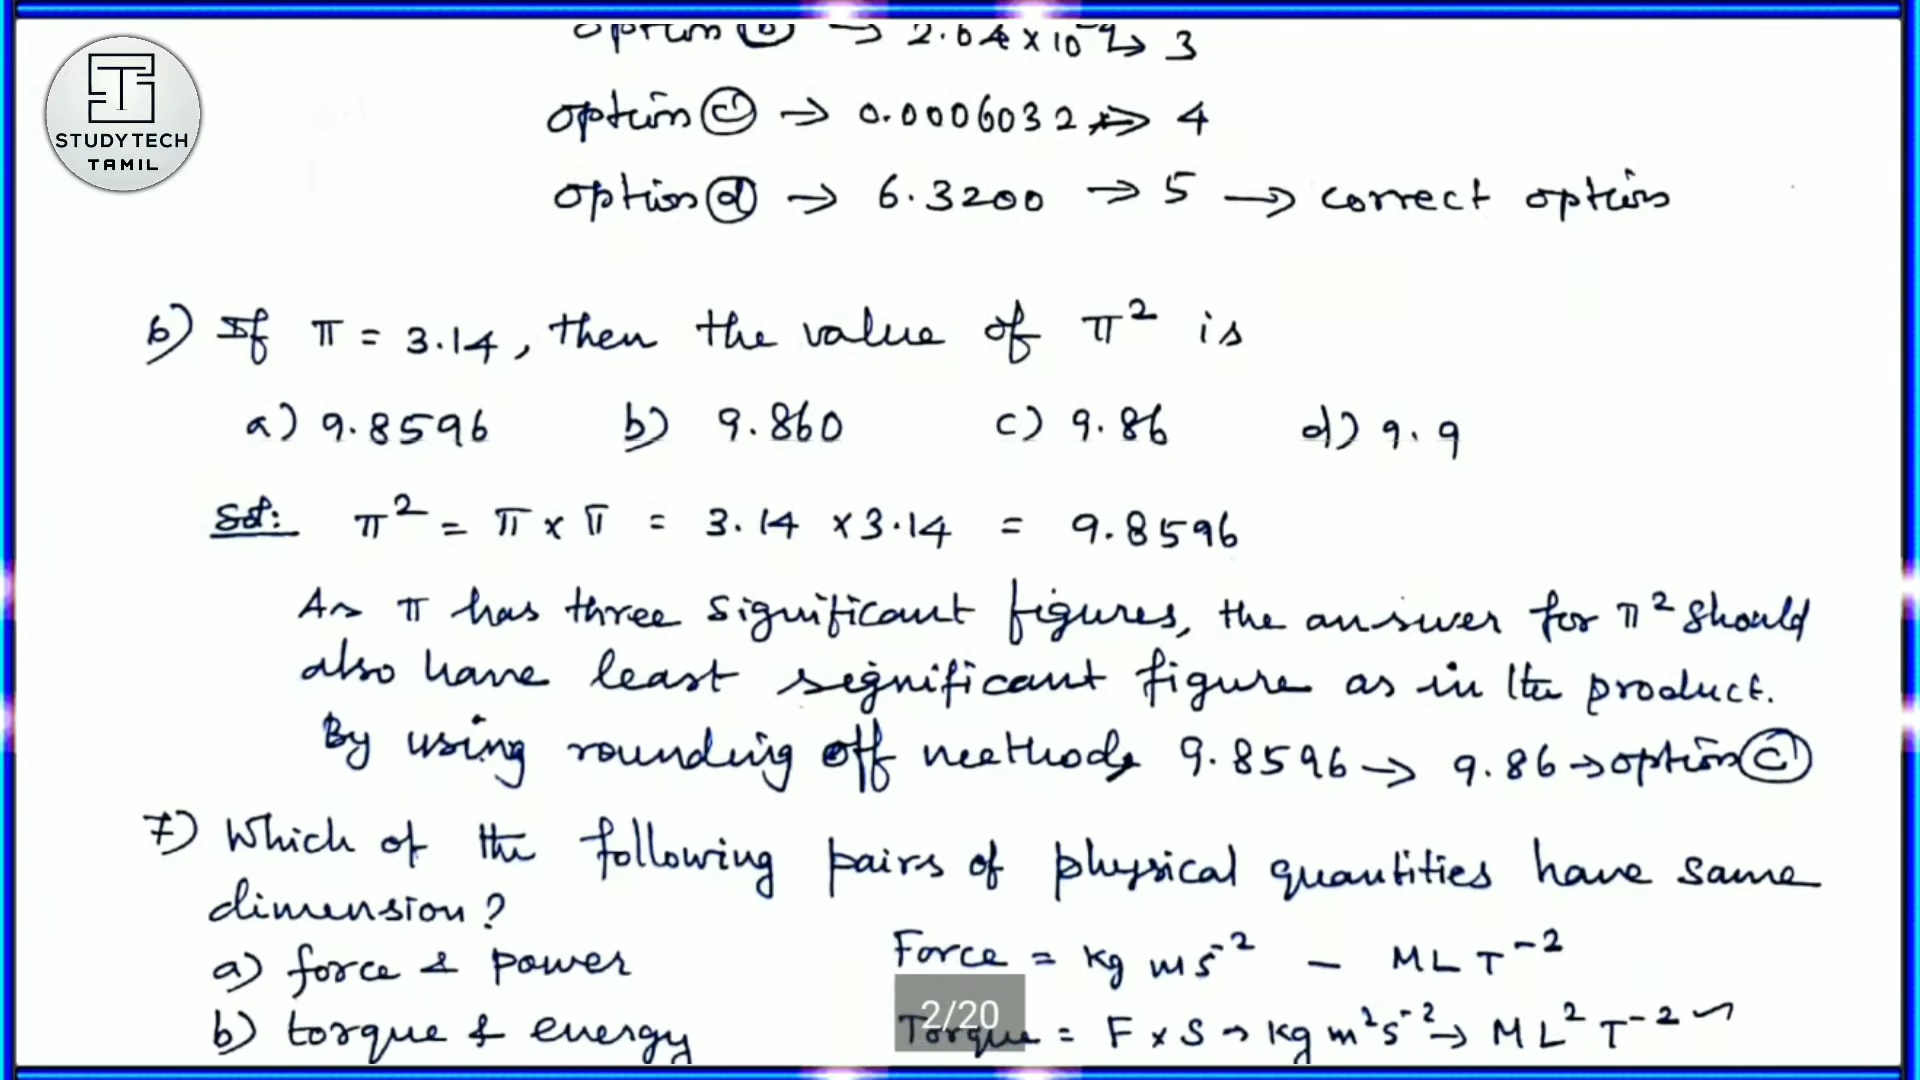 option (b) → 2.64 × 10⁻⁴ → 3
STUDYTECH
TAMIL
option (c) → 0.0006032 → 4
option (d) → 6.3200 → 5 → correct option
6) If π = 3.14, then the value of π² is
a) 9.8596 b) 9.860 c) 9.86 d) 9.9
Sol: π² = π × π = 3.14 × 3.14 = 9.8596
As π has three significant figures, the answer for π² should
also have least significant figure as in the product.
By using rounding off methods 9.8596 → 9.86 → option (c)
7) Which of the following pairs of physical quantities have same
dimension?
a) force & power Force = kg ms⁻² – MLT⁻²
2/20
b) torque & energy Torque = F × S → kg m²s⁻² → ML²T⁻²